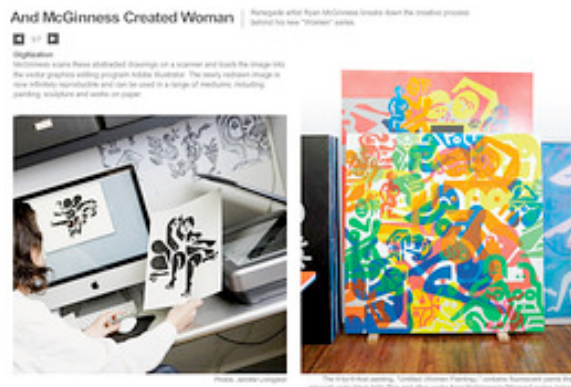 And McGinness Created Woman
Renegade artist Ryan McGinness breaks down the creative process
behind his new "Women" series.
Digitization
McGinness scans these abstracted drawings on a scanner and loads the image into
the vector graphics editing program Adobe Illustrator. The newly redrawn image is
now infinitely reproducible and can be used in a range of mediums, including
painting, sculpture and works on paper.